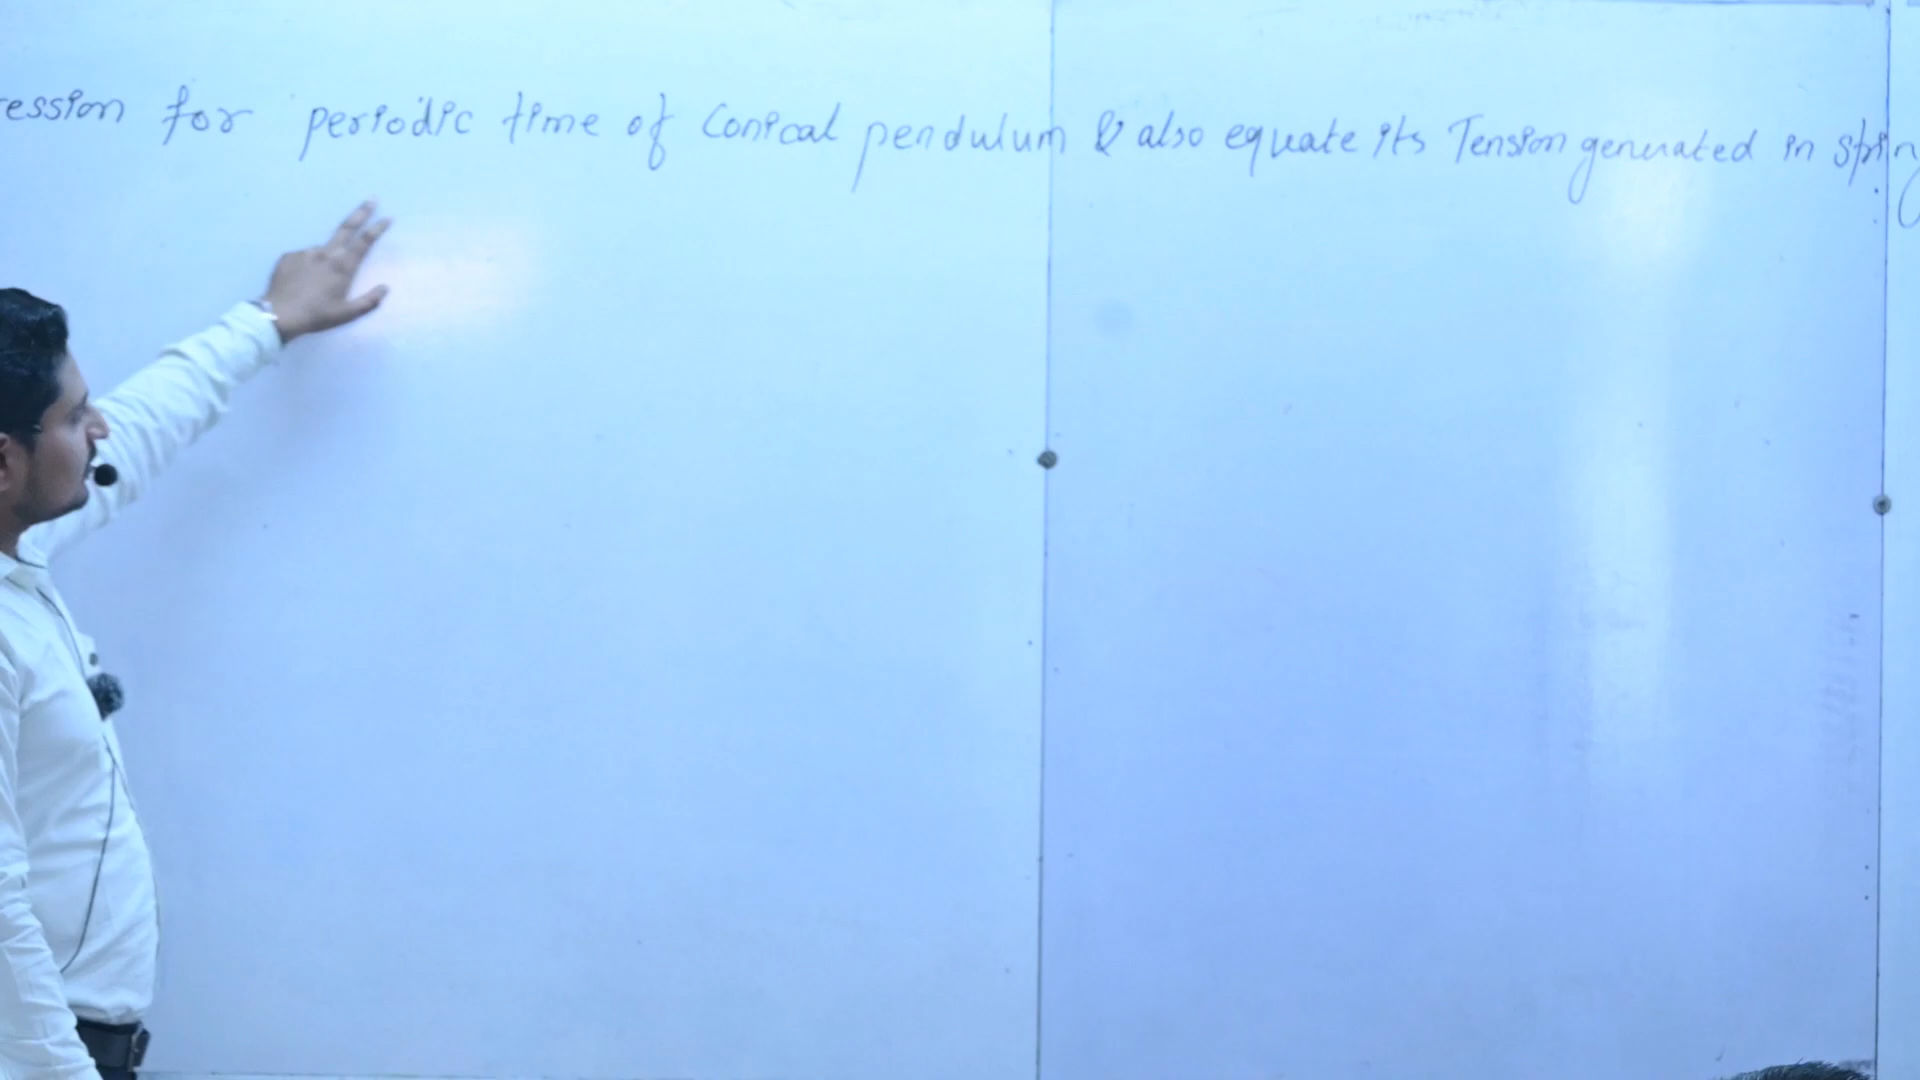 ression for periodic time of Conical pendulum & also equate its Tension generated in string